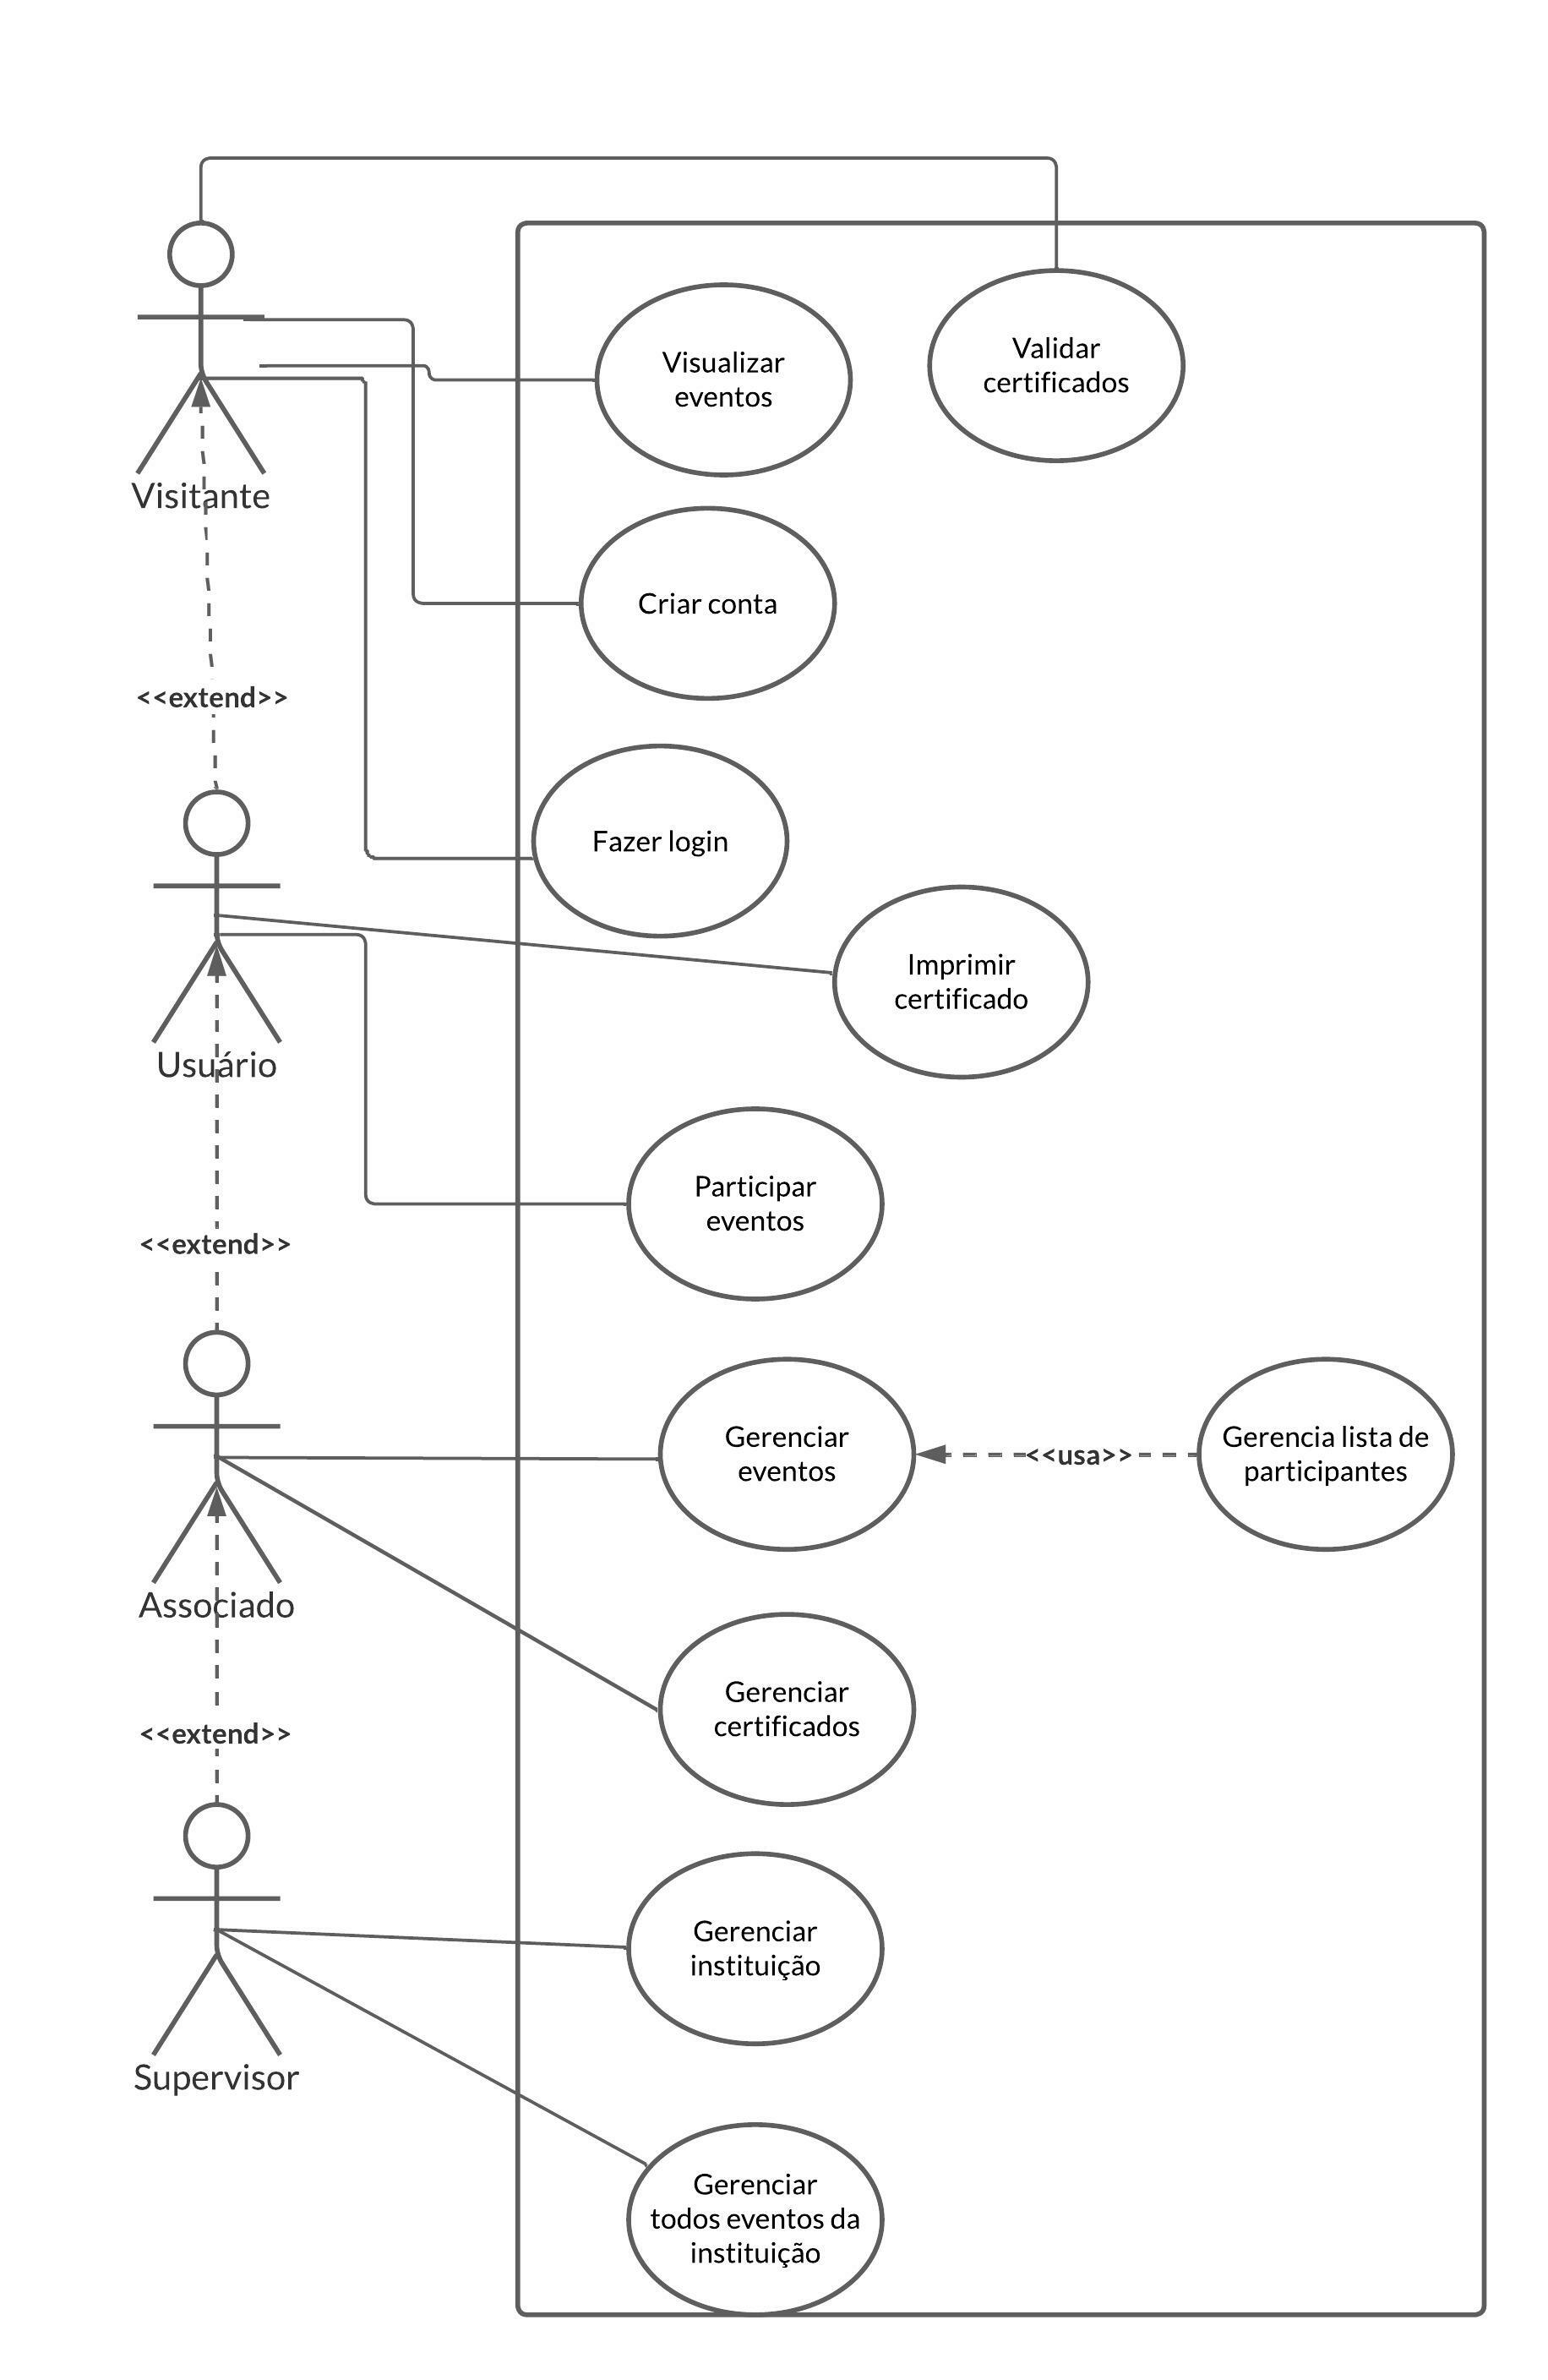 Visualizar
eventos
Validar
certificados
Visitante
Criar conta
<<extend>>
Fazer login
Imprimir
certificado
Usuário
Participar
eventos
<<extend>>
Gerenciar
eventos
<<usa>>
Gerencia lista de
participantes
Associado
Gerenciar
certificados
<<extend>>
Gerenciar
instituição
Supervisor
Gerenciar
todos eventos da
instituição